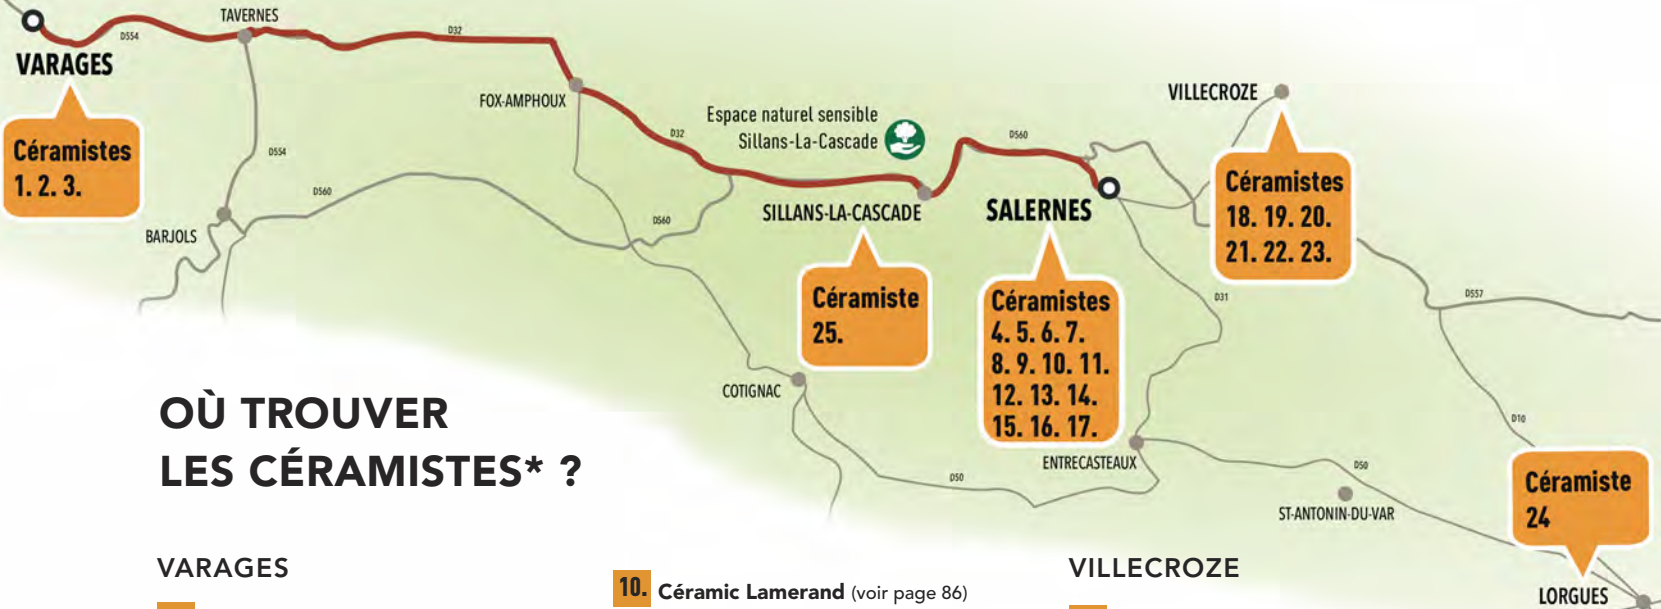 TAVERNES
D554
D32
VARAGES
Céramistes
1. 2. 3.
D554
BARJOLS
D560
FOX-AMPHOUX
D32
D560
Espace naturel sensible
Sillans-La-Cascade
SILLANS-LA-CASCADE
Céramiste
25.
D560
SALERNES
Céramistes
4. 5. 6. 7.
8. 9. 10. 11.
12. 13. 14.
15. 16. 17.
VILLECROZE
Céramistes
18. 19. 20.
21. 22. 23.
D31
D557
D10
COTIGNAC
D50
ENTRECASTEAUX
D50
ST-ANTONIN-DU-VAR
Céramiste
24
LORGUES
OÙ TROUVER
LES CÉRAMISTES* ?
VARAGES
10. Céramic Lamerand (voir page 86)
VILLECROZE